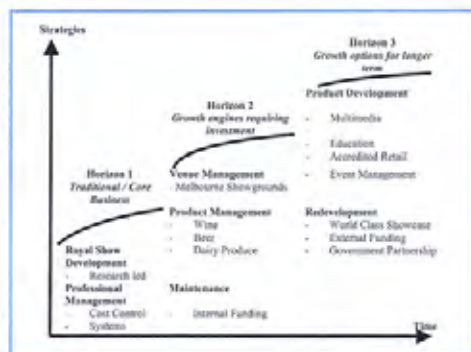 Strategies
Horizon 3
Growth options for longer
term
Product Development
- Multimedia
- Education
- Accredited Retail
- Event Management
Redevelopment
- World Class Showcase
- External Funding
- Government Partnership
Horizon 2
Growth engines requiring
investment
Venue Management
- Melbourne Showgrounds
Product Management
- Wine
- Beer
- Dairy Produce
Maintenance
- Internal Funding
Horizon 1
Traditional / Core
Business
Royal Show
Development
- Research led
Professional
Management
- Cost Control
- Systems
Time